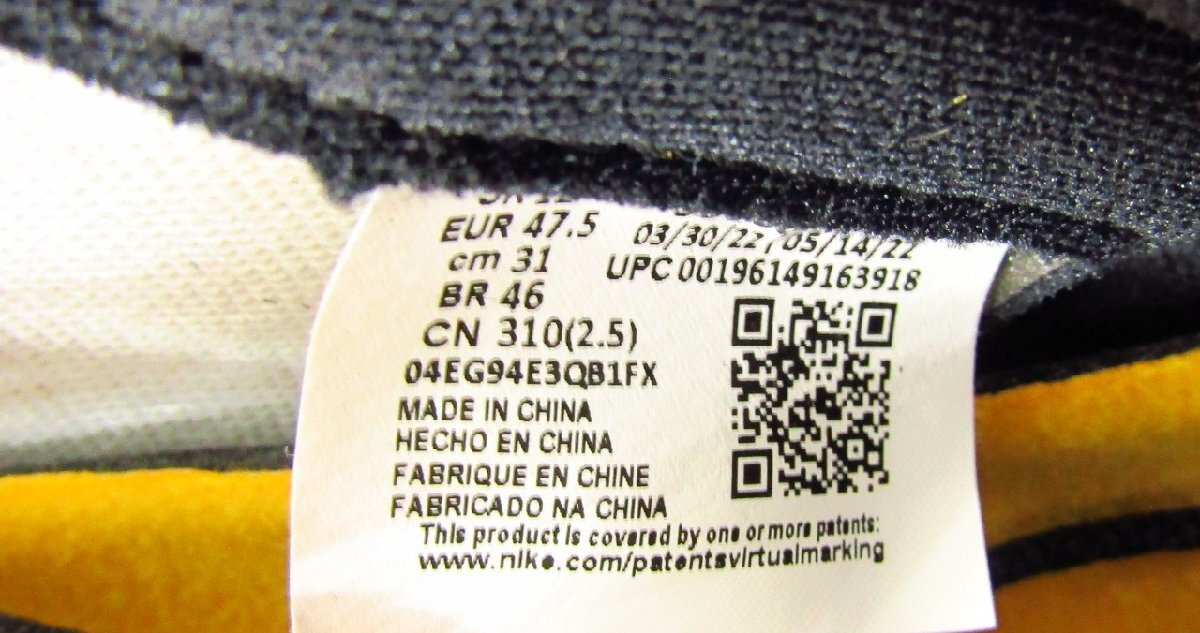 EUR 47.5
03/30/22, 05/14/22
cm 31
UPC 00196149163918
BR 46
CN 310(2.5)
04EG94E3QB1FX
MADE IN CHINA
HECHO EN CHINA
FABRIQUE EN CHINE
FABRICADO NA CHINA
This product is covered by one or more patents:
www.nike.com/patentsvirtualmarking